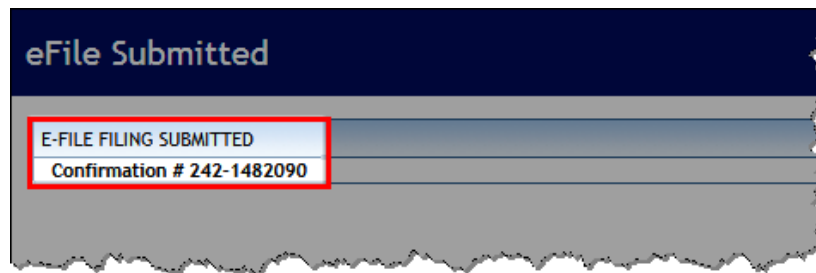 eFile Submitted
E-FILE FILING SUBMITTED
Confirmation # 242-1482090